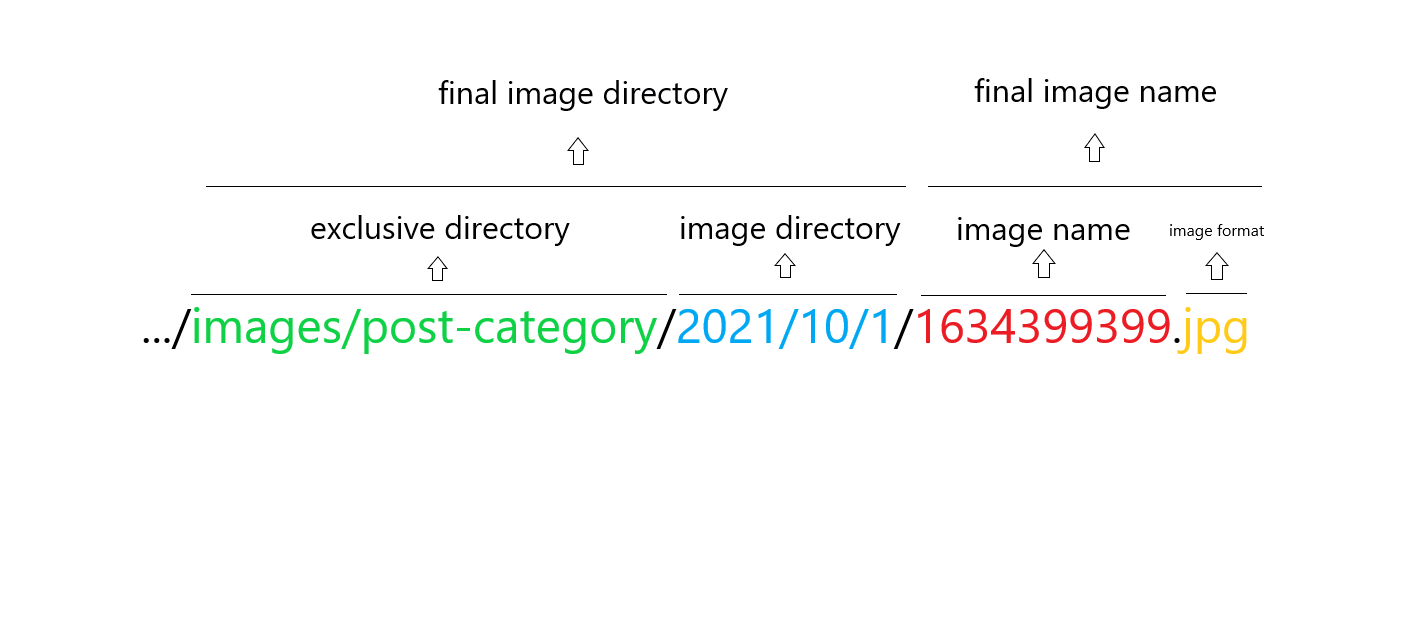 final image directory
final image name
exclusive directory
image directory
image name
image format
.../images/post-category/2021/10/1/1634399399.jpg